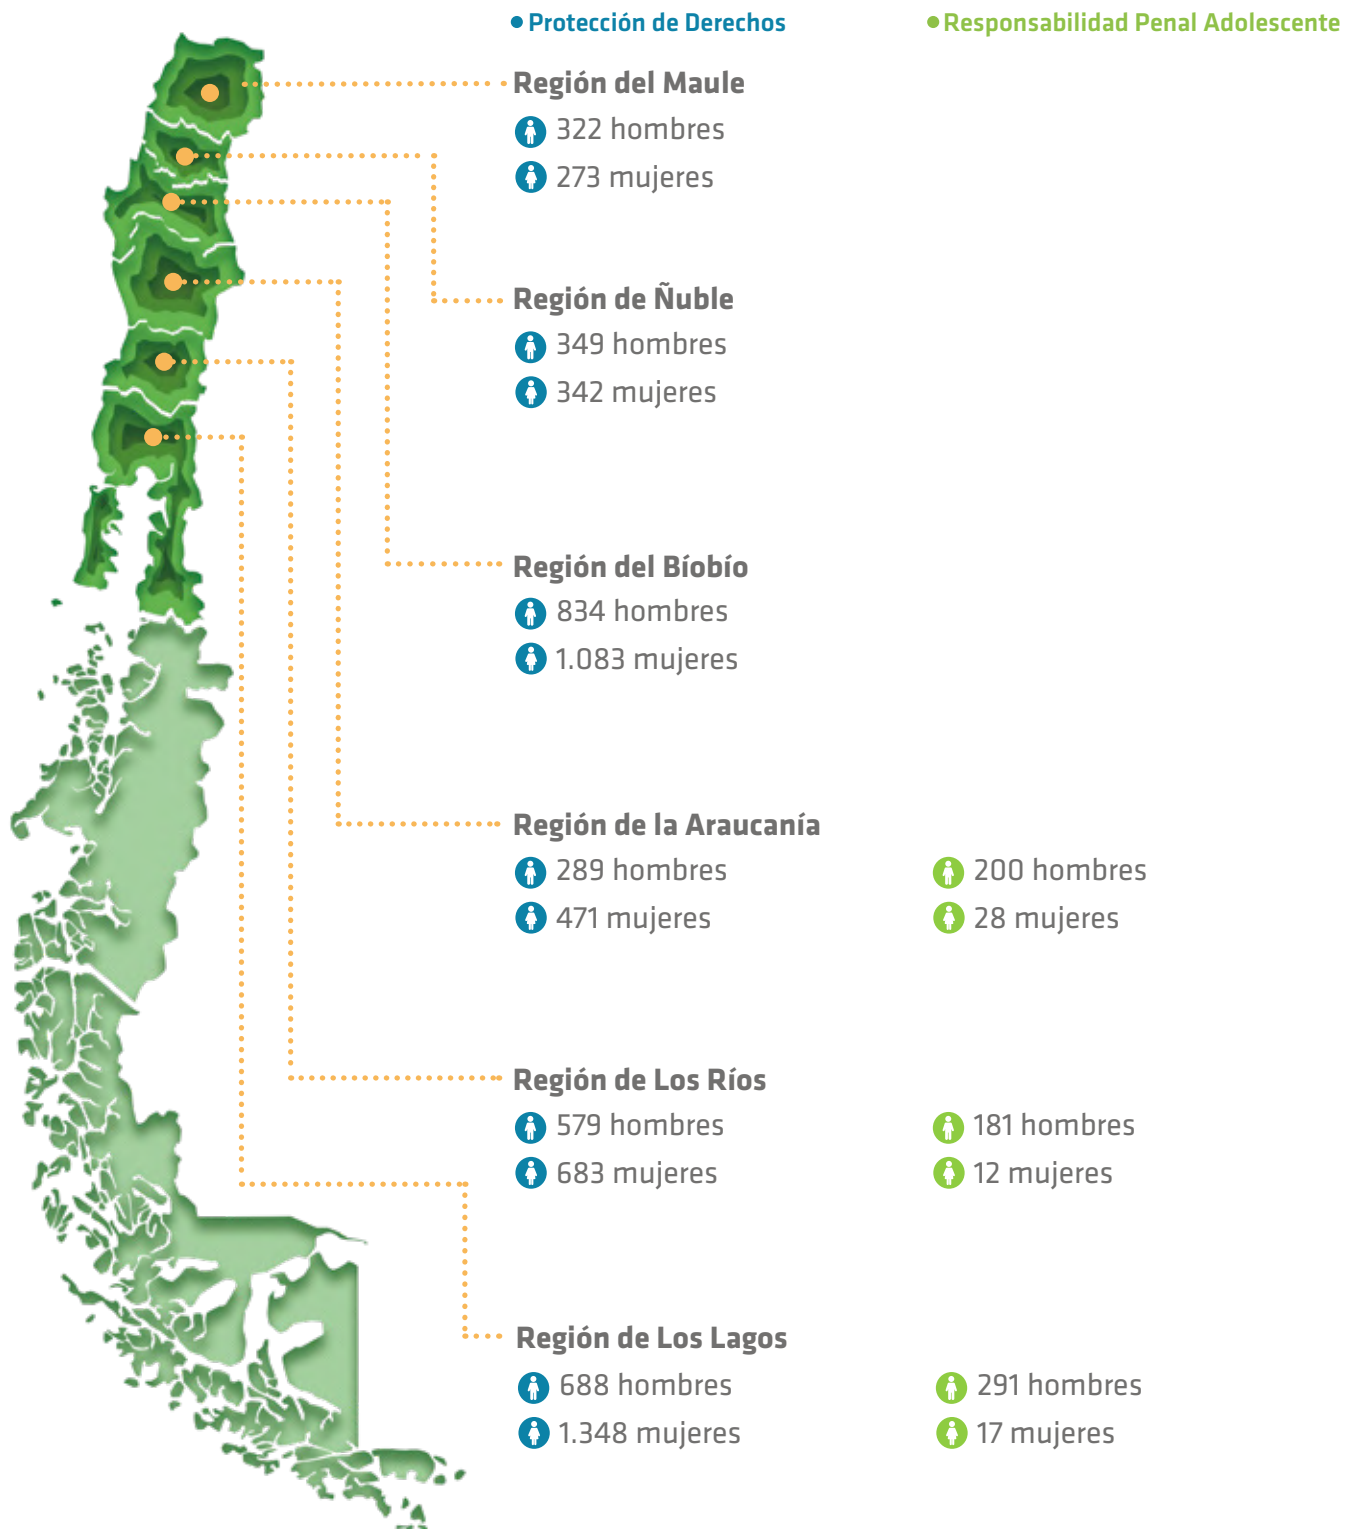 • Protección de Derechos
• Responsabilidad Penal Adolescente
Región del Maule
322 hombres
273 mujeres
Región de Ñuble
349 hombres
342 mujeres
Región del Bíobío
834 hombres
1.083 mujeres
Región de la Araucanía
289 hombres
200 hombres
471 mujeres
28 mujeres
Región de Los Ríos
579 hombres
181 hombres
683 mujeres
12 mujeres
Región de Los Lagos
688 hombres
291 hombres
1.348 mujeres
17 mujeres